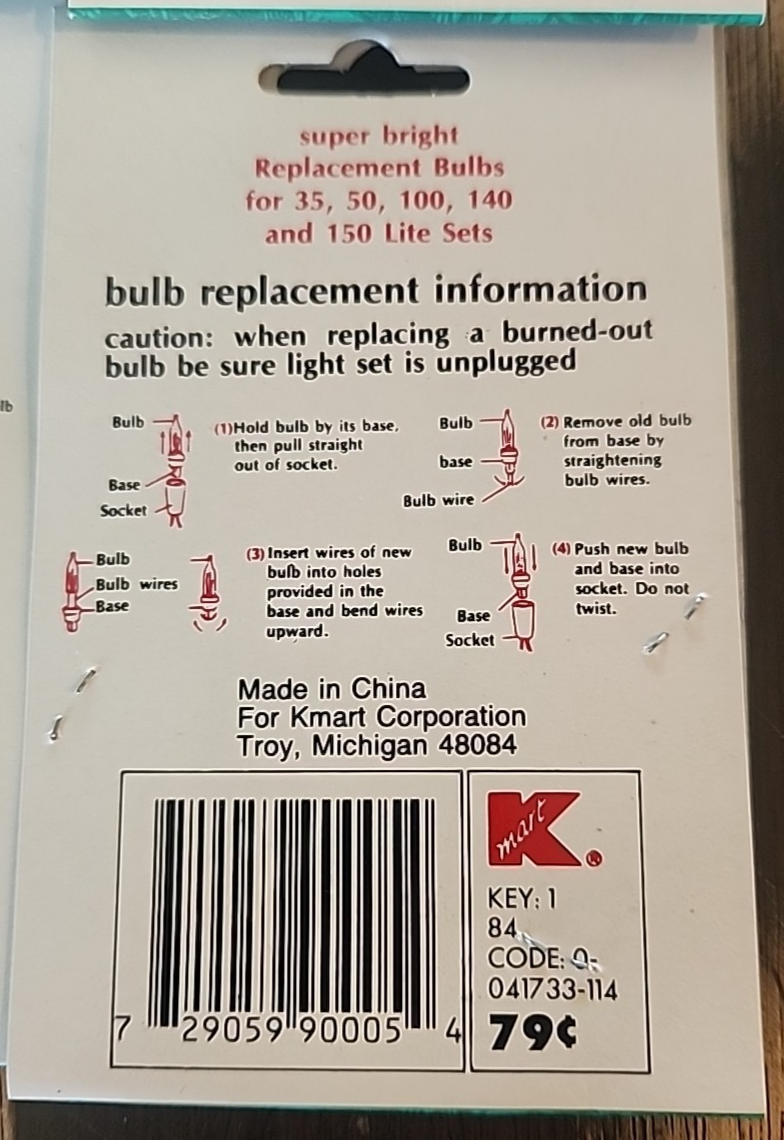 super bright
Replacement Bulbs
for 35, 50, 100, 140
and 150 Lite Sets
bulb replacement information
caution: when replacing a burned-out
bulb be sure light set is unplugged
lb
Bulb
Base
Socket
(1)Hold bulb by its base,
then pull straight
out of socket.
Bulb
base
Bulb wire
(2) Remove old bulb
from base by
straightening
bulb wires.
Bulb
Bulb wires
Base
(3) Insert wires of new
bulb into holes
provided in the
base and bend wires
upward.
Bulb
Base
Socket
(4) Push new bulb
and base into
socket. Do not
twist.
Made in China
For Kmart Corporation
Troy, Michigan 48084
7 29059 90005 4
Kmart ®
KEY: 1
84
CODE: 0-
041733-114
79¢